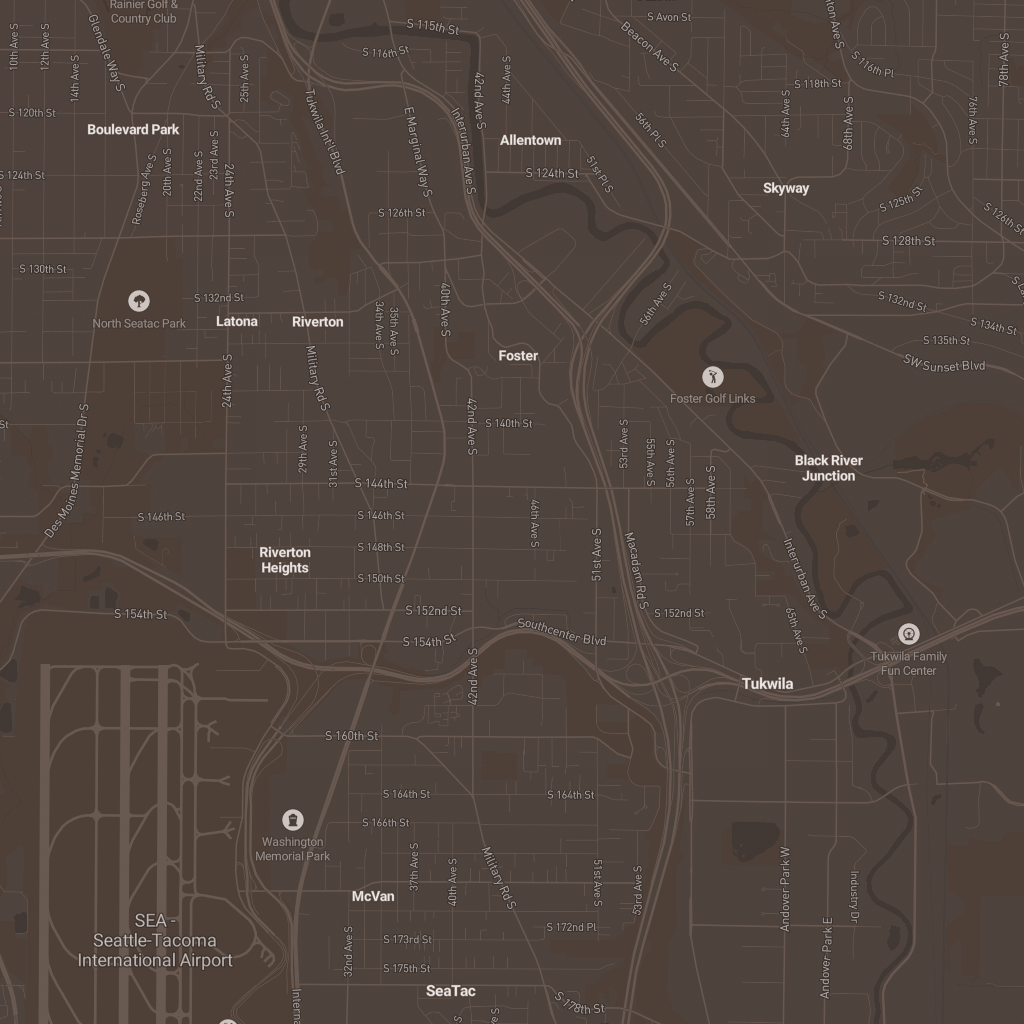 Rainier Golf &
Country Club
S 115th St
S Avon St
10th Ave S
12th Ave S
Glendale Way S
Military Rd S
Beacon Ave S
S 116th St
S 116th Pl
78th Ave S
14th Ave S
25th Ave S
42nd Ave S
44th Ave S
S 118th St
64th Ave S
68th Ave S
76th Ave S
S 120th St
Boulevard Park
Tukwila Int'l Blvd
E Marginal Way S
Interurban Ave S
Allentown
56th Pl S
S 124th St
Roseberg Ave S
20th Ave S
22nd Ave S
23rd Ave S
24th Ave S
S 124th St
51st Pl S
Skyway
S 125th St
S 126th St
S 126th St
S 128th St
S 130th St
S 132nd St
North Seatac Park
Latona
Riverton
34th Ave S
35th Ave S
40th Ave S
56th Ave S
S 132nd St
S 134th St
S 135th St
Foster
SW Sunset Blvd
24th Ave S
Military Rd S
Foster Golf Links
42nd Ave S
S 140th St
Des Moines Memorial Dr S
29th Ave S
31st Ave S
53rd Ave S
55th Ave S
56th Ave S
57th Ave S
58th Ave S
Black River
Junction
S 144th St
S 146th St
S 146th St
46th Ave S
Riverton
Heights
S 148th St
51st Ave S
Macadam Rd S
Interurban Ave S
S 150th St
S 154th St
S 152nd St
S 152nd St
65th Ave S
S 154th St
Southcenter Blvd
Tukwila Family
Fun Center
42nd Ave S
Tukwila
S 160th St
S 164th St
S 164th St
S 166th St
Washington
Memorial Park
37th Ave S
40th Ave S
Military Rd S
51st Ave S
53rd Ave S
Andover Park W
Industry Dr
McVan
SEA -
Seattle-Tacoma
International Airport
32nd Ave S
S 172nd Pl
S 173rd St
Andover Park E
S 175th St
SeaTac
S 178th St